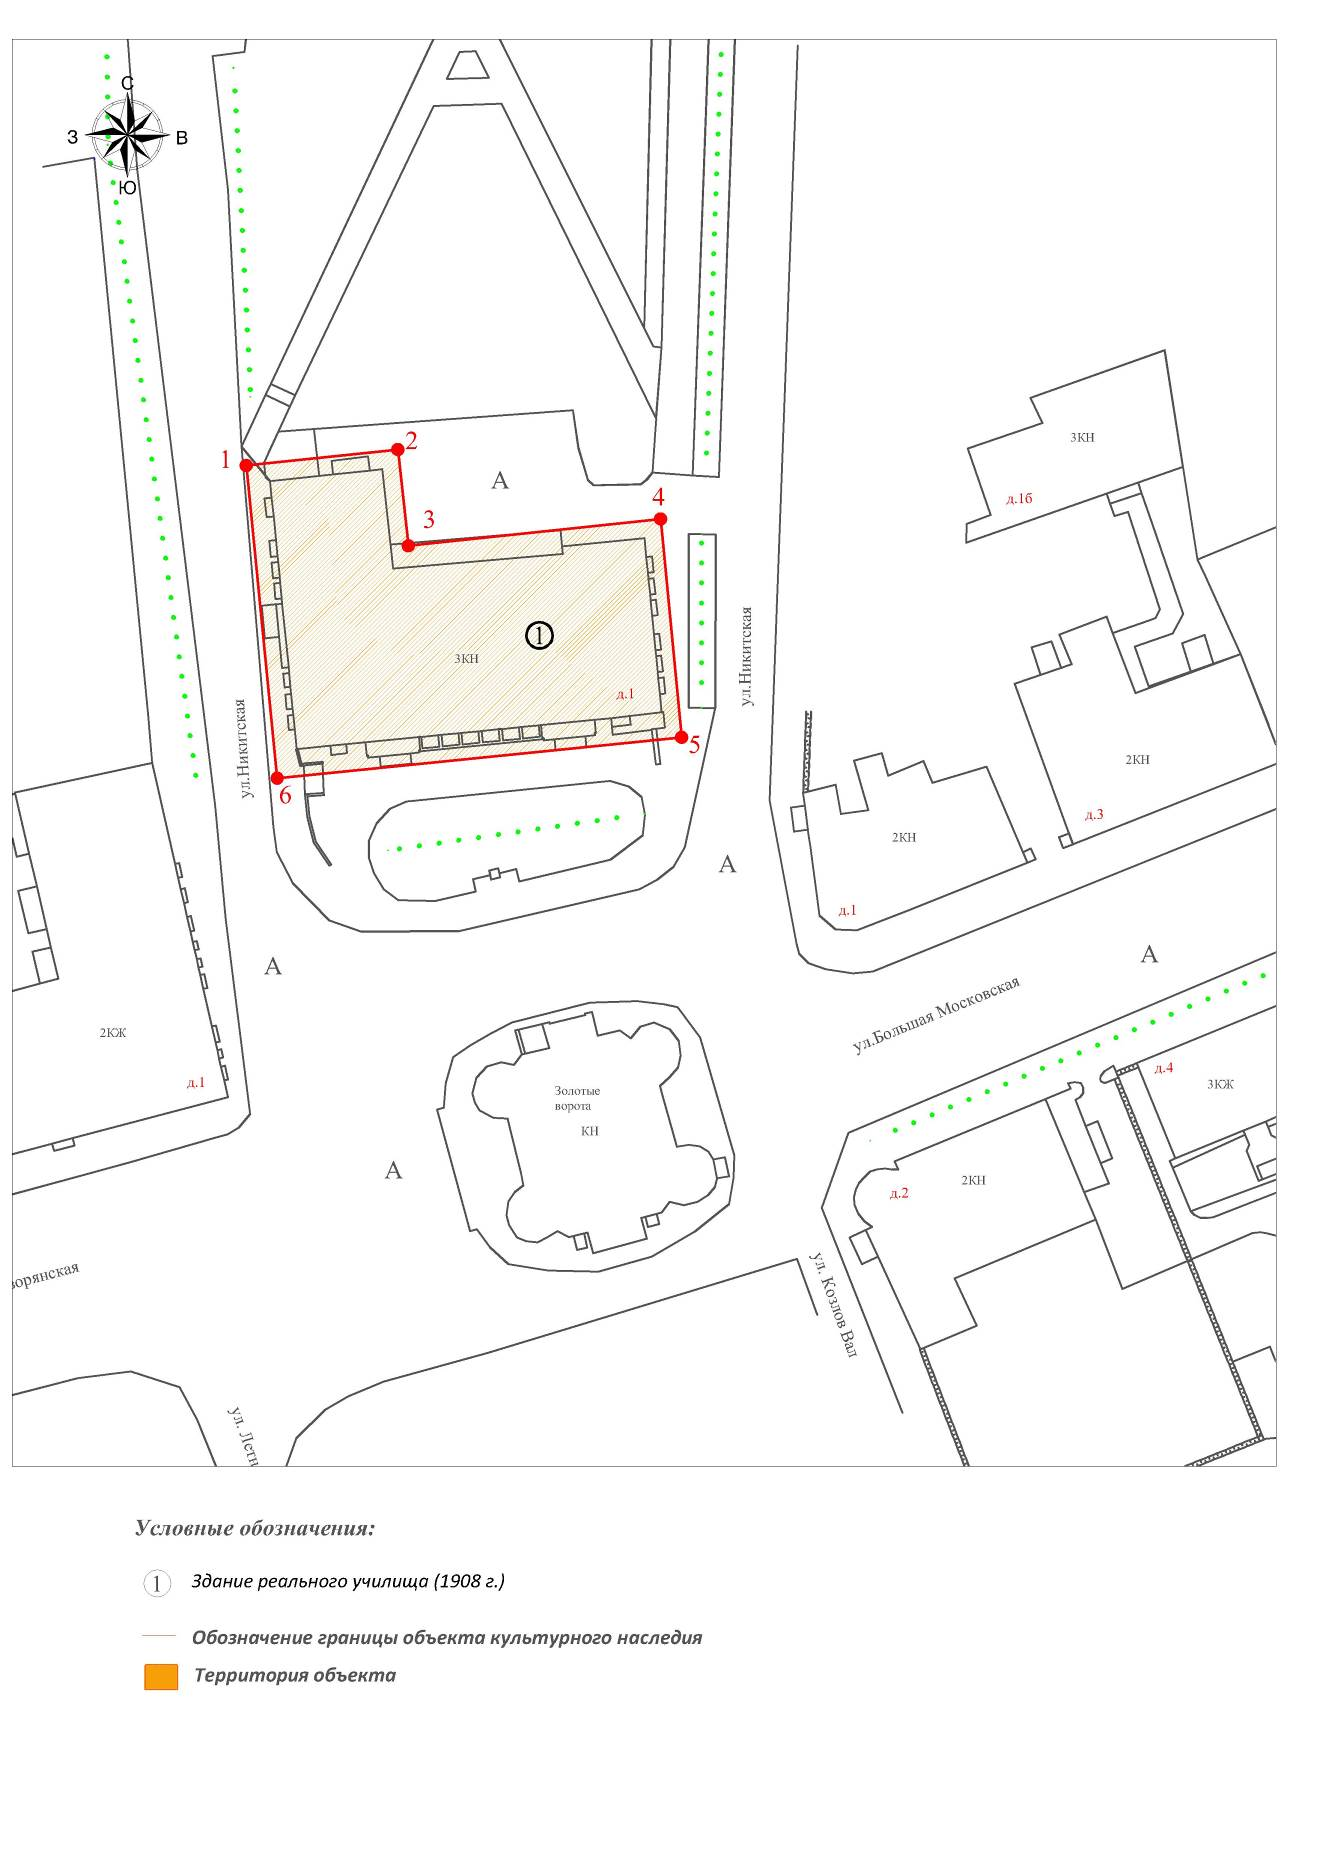 С
З
В
Ю
1
2
3
4
5
6
А
1
3КН
д.1
ул.Никитская
ул.Никитская
3КН
д.1б
2КН
д.3
2КН
д.1
А
А
А
ул.Большая Московская
2КЖ
д.1
Золотые
ворота
КН
А
д.4
3КЖ
2КН
д.2
ворянская
ул. Козлов Вал
ул. Летн
Условные обозначения:
1 Здание реального училища (1908 г.)
Обозначение границы объекта культурного наследия
Территория объекта